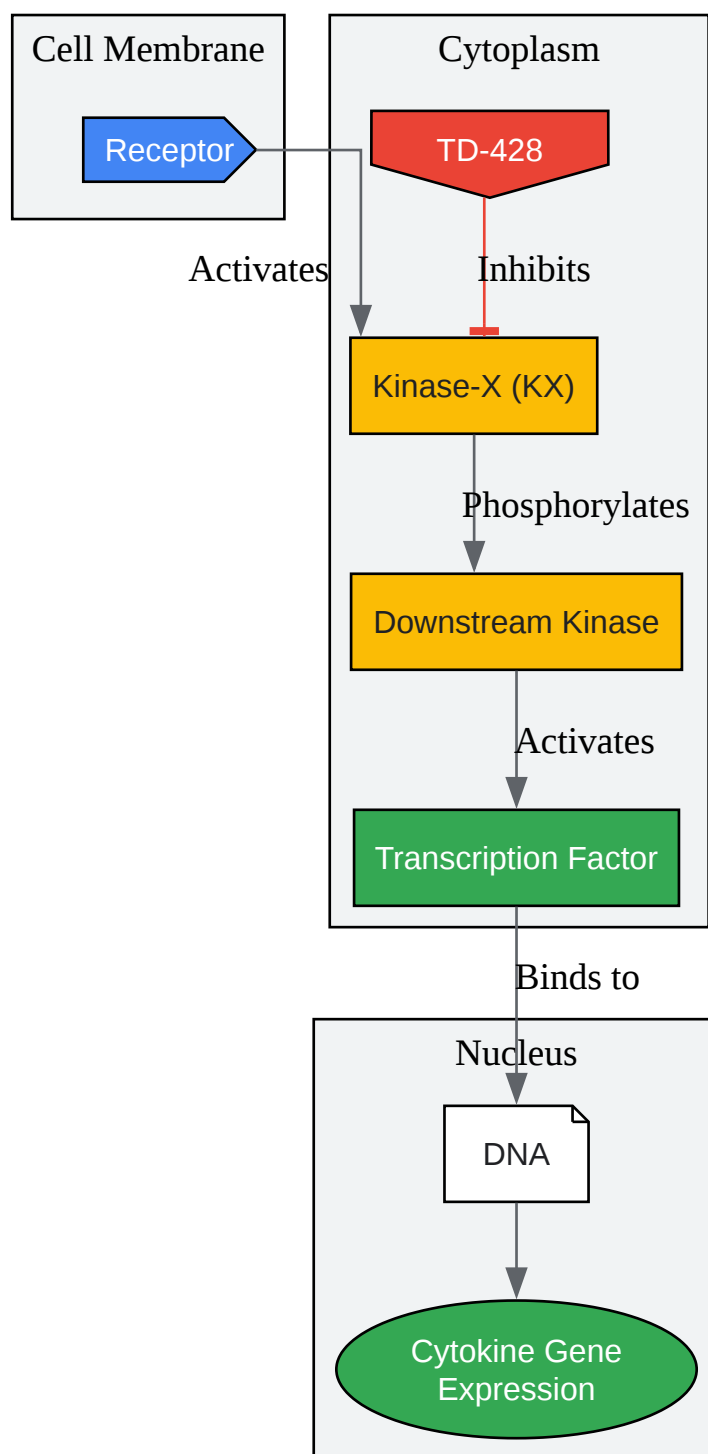 Cell Membrane
Cytoplasm
Receptor
TD-428
Activates
Inhibits
Kinase-X (KX)
Phosphorylates
Downstream Kinase
Activates
Transcription Factor
Binds to
Nucleus
DNA
Cytokine Gene
Expression